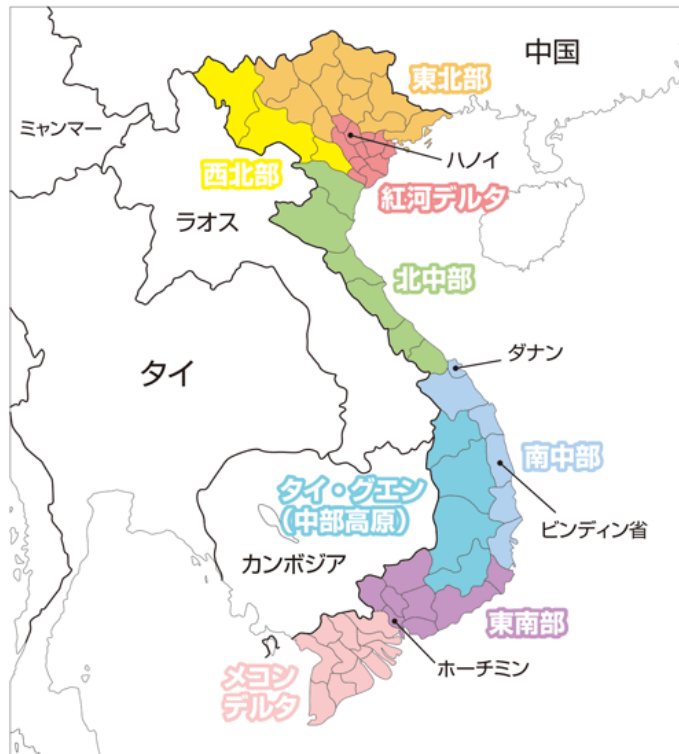 中国
東北部
ミャンマー
ハノイ
西北部
紅河デルタ
ラオス
北中部
ダナン
タイ
南中部
タイ・グエン
(中部高原)
ビンディン省
カンボジア
東南部
ホーチミン
メコン
デルタ